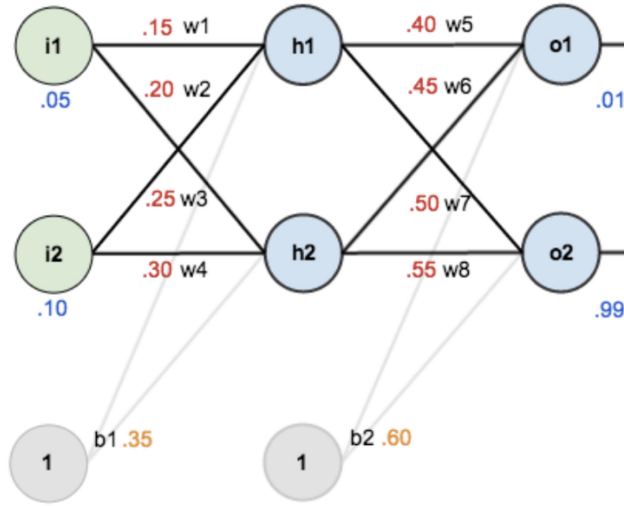 .15 w1
.40 w5
i1
h1
o1
.20 w2
.45 w6
.05
.01
.25 w3
.50 w7
i2
h2
o2
.30 w4
.55 w8
.10
.99
b1 .35
b2 .60
1
1